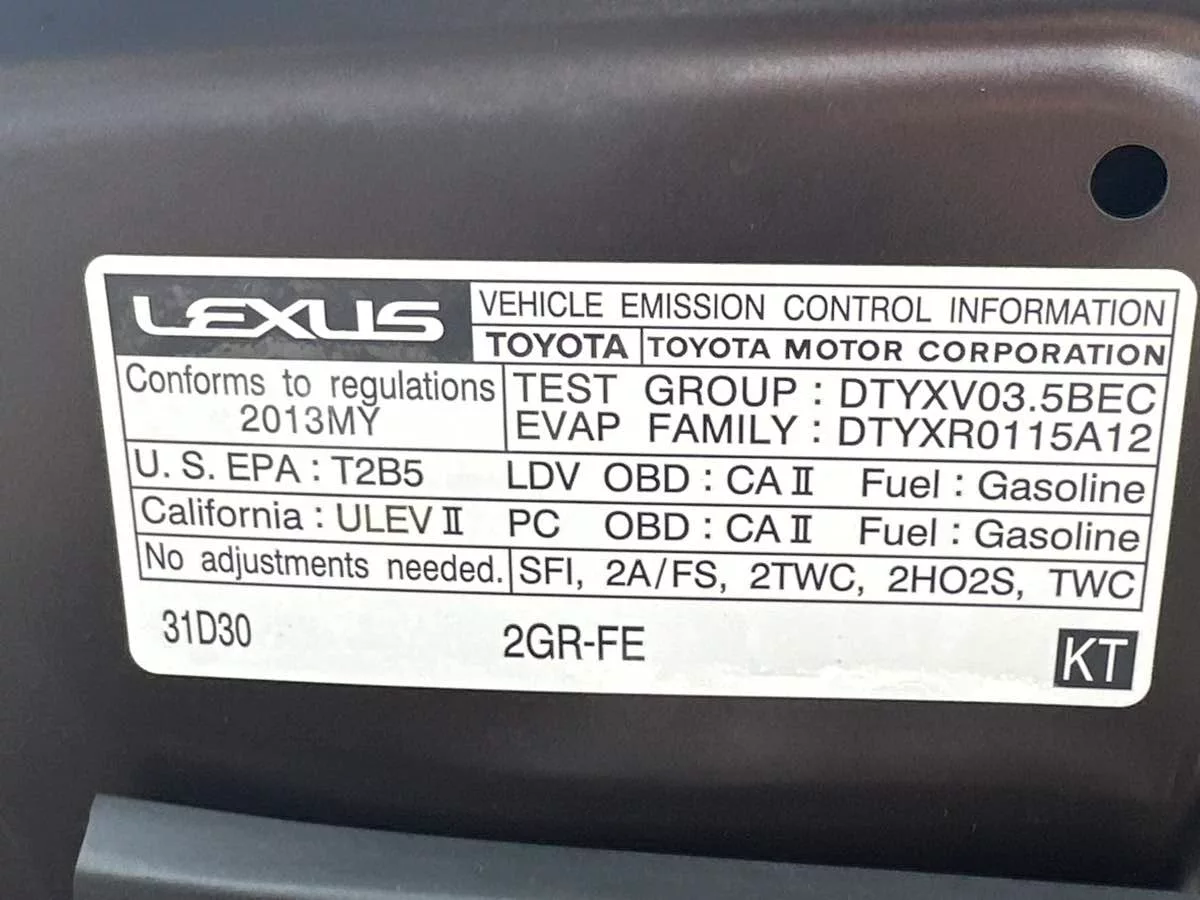 LEXUS VEHICLE EMISSION CONTROL INFORMATION
TOYOTA TOYOTA MOTOR CORPORATION
Conforms to regulations 2013MY
TEST GROUP : DTYXV03.5BEC
EVAP FAMILY : DTYXR0115A12
U. S. EPA : T2B5 LDV OBD : CA II Fuel : Gasoline
California : ULEV II PC OBD : CA II Fuel : Gasoline
No adjustments needed. SFI, 2A/FS, 2TWC, 2HO2S, TWC
31D30 2GR-FE KT